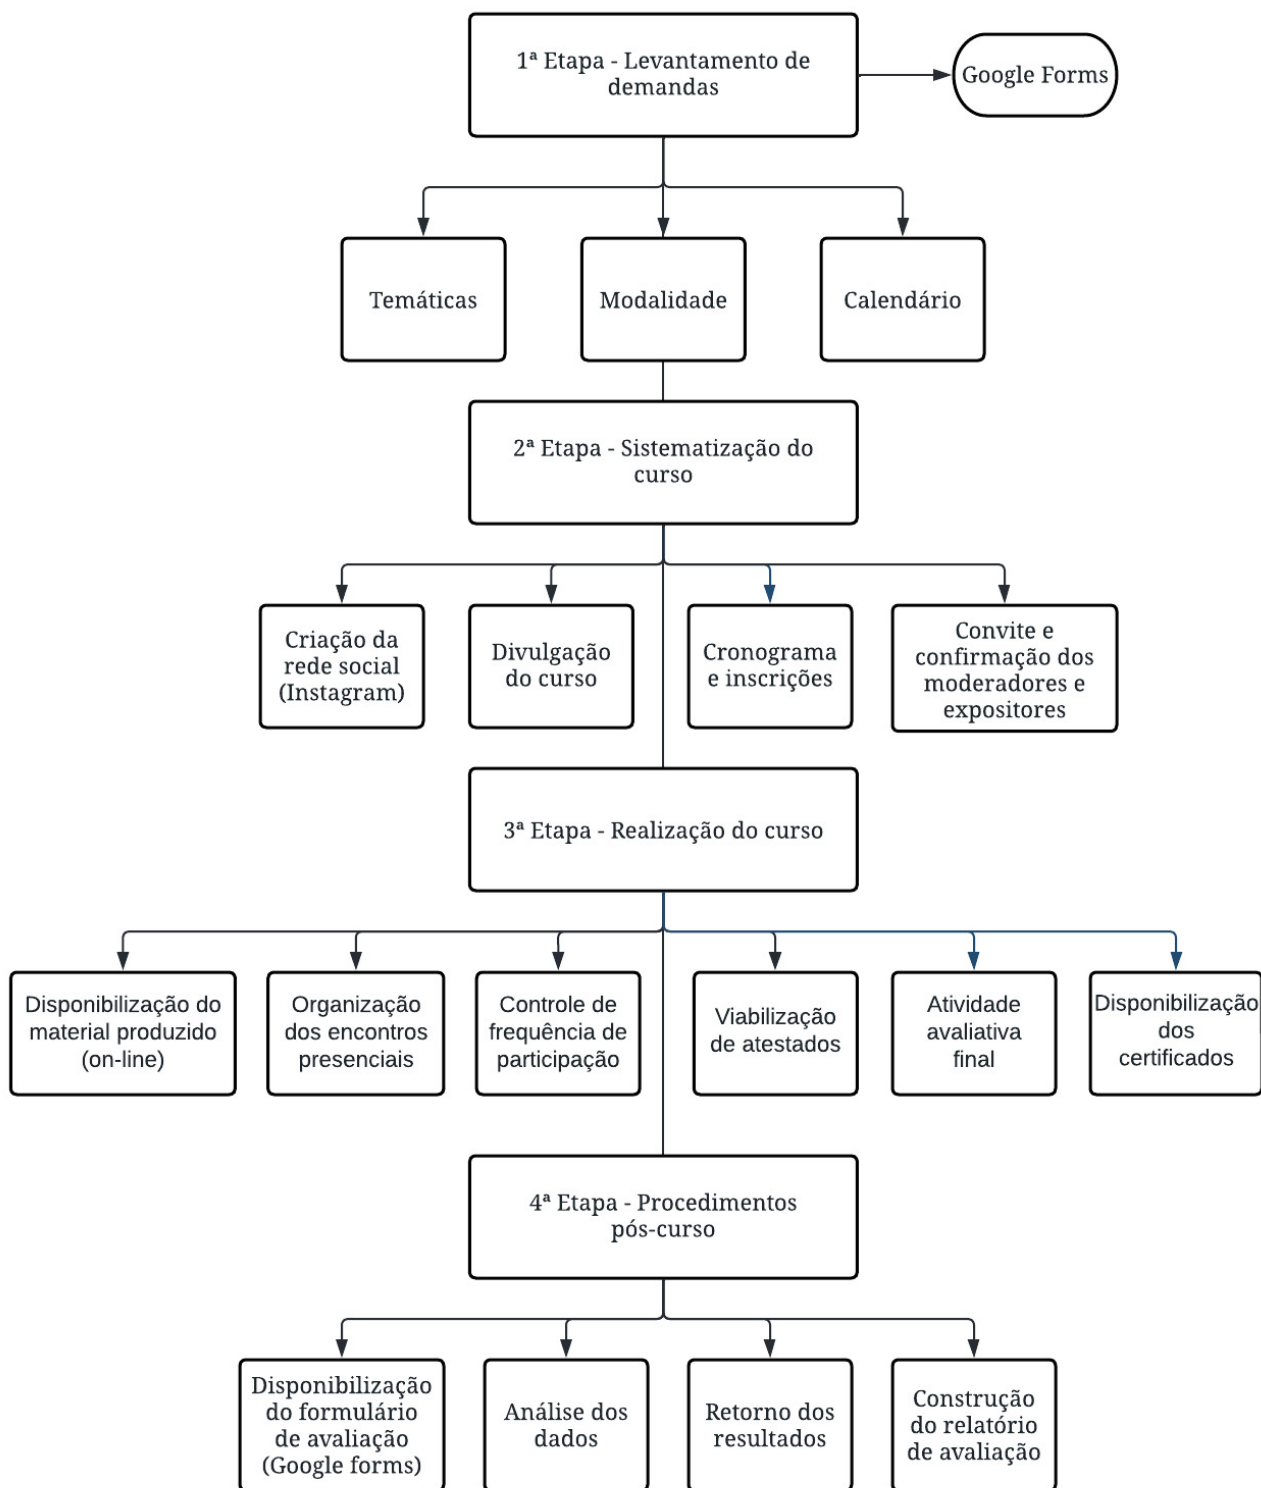 1ª Etapa - Levantamento de
demandas
Google Forms
Temáticas
Modalidade
Calendário
2ª Etapa - Sistematização do
curso
Criação da
rede social
(Instagram)
Divulgação
do curso
Cronograma
e inscrições
Convite e
confirmação dos
moderadores e
expositores
3ª Etapa - Realização do curso
Disponibilização do
material produzido
(on-line)
Organização
dos encontros
presenciais
Controle de
frequência de
participação
Viabilização
de atestados
Atividade
avaliativa
final
Disponibilização
dos
certificados
4ª Etapa - Procedimentos
pós-curso
Disponibilização
do formulário
de avaliação
(Google forms)
Análise dos
dados
Retorno dos
resultados
Construção
do relatório
de avaliação